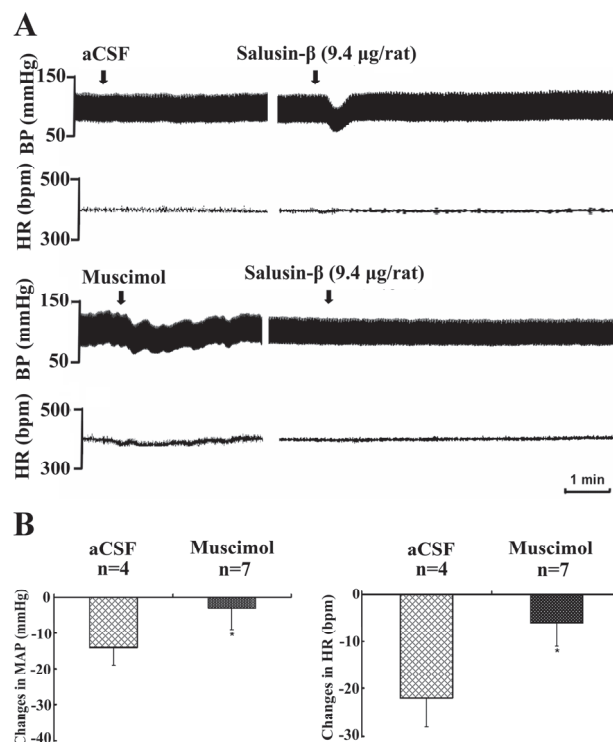 A
aCSF Salusin-β (9.4 μg/rat)
150
BP (mmHg)
50
500
HR (bpm)
300
Muscimol Salusin-β (9.4 μg/rat)
150
BP (mmHg)
50
500
HR (bpm)
300
1 min
B
aCSF Muscimol
n=4 n=7
0
-10
-20
-30
-40
Changes in MAP (mmHg)
*
aCSF Muscimol
n=4 n=7
0
-10
-20
-30
Changes in HR (bpm)
*